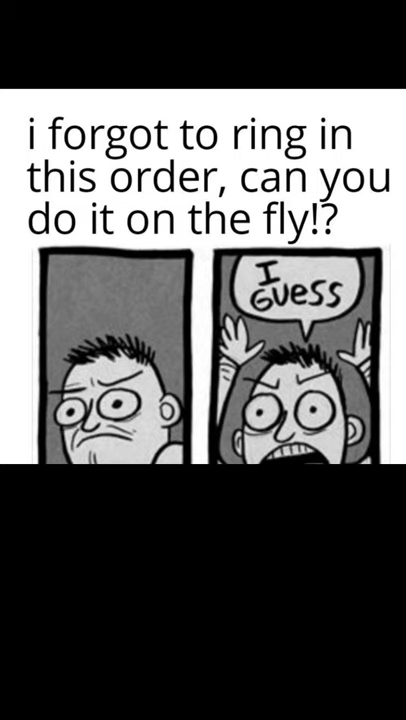 i forgot to ring in
this order, can you
do it on the fly!?
I
GUESS